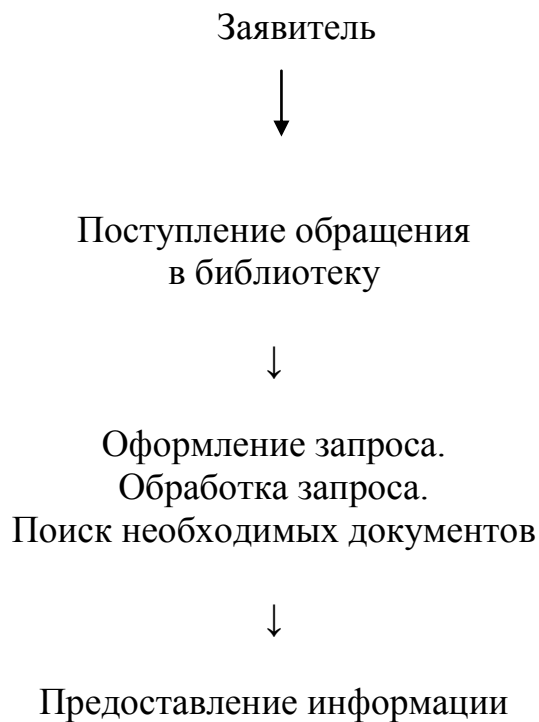 Заявитель
Поступление обращения
в библиотеку
↓
Оформление запроса.
Обработка запроса.
Поиск необходимых документов
↓
Предоставление информации